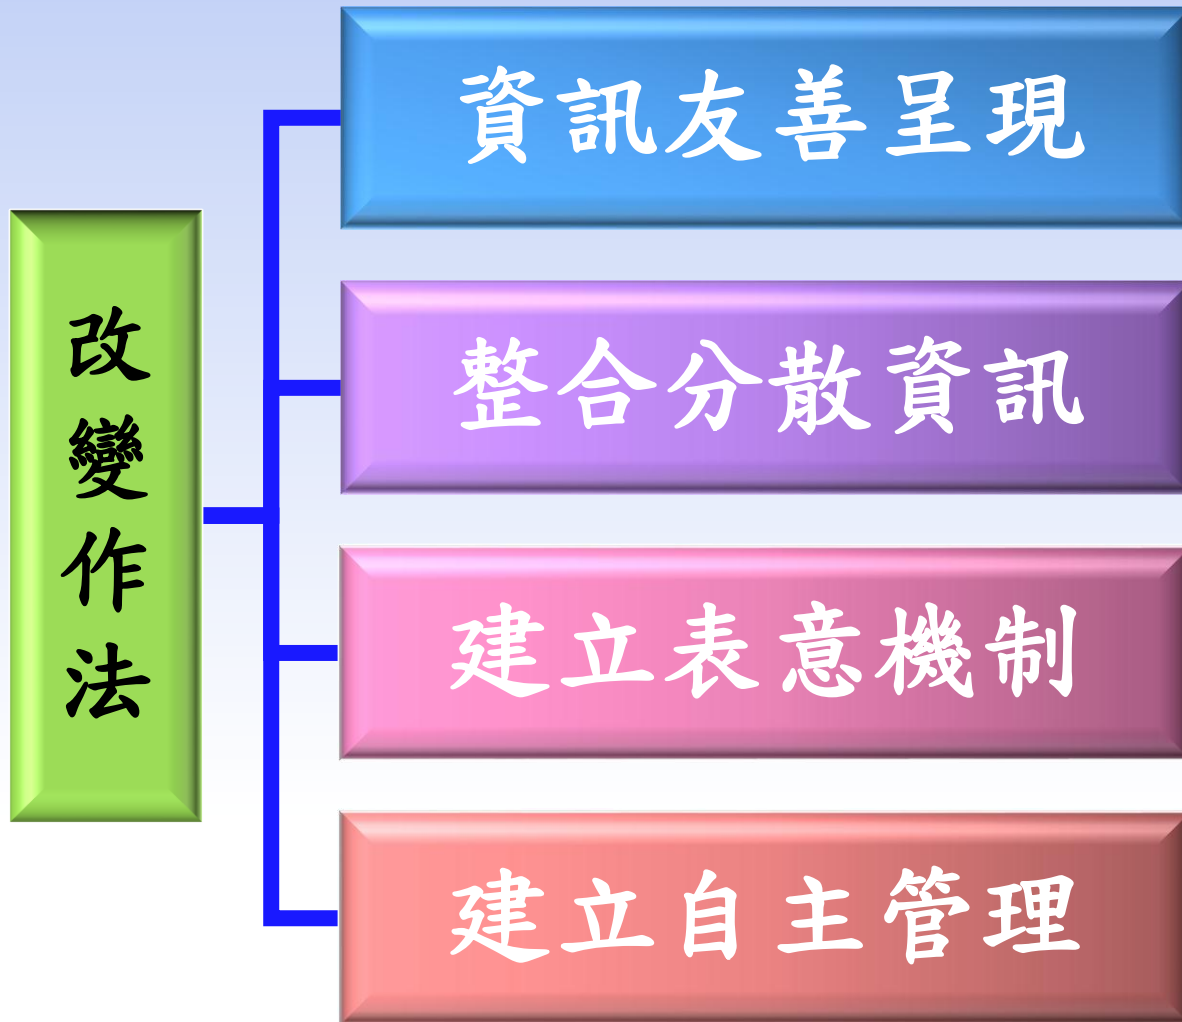 改變作法
資訊友善呈現
整合分散資訊
建立表意機制
建立自主管理